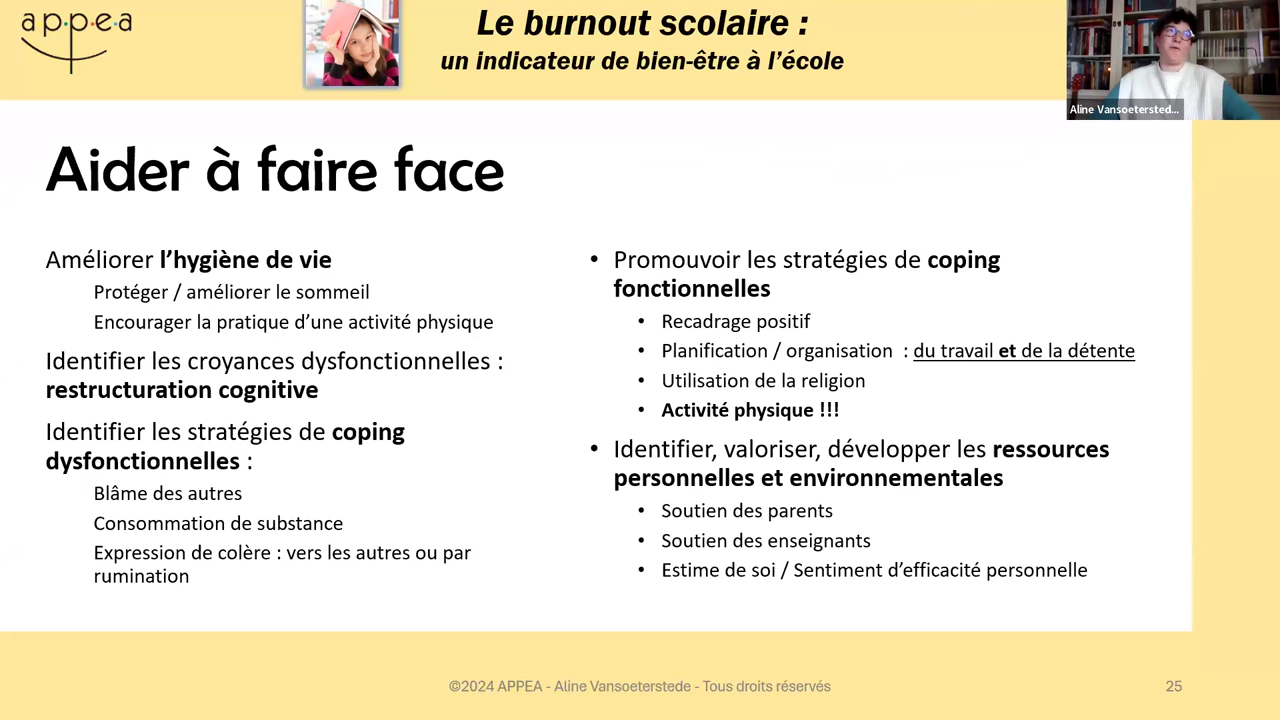 appea
Le burnout scolaire :
un indicateur de bien-être à l’école
Aline Vansoetersted...
Aider à faire face
Améliorer l’hygiène de vie
Protéger / améliorer le sommeil
Encourager la pratique d’une activité physique
Identifier les croyances dysfonctionnelles :
restructuration cognitive
Identifier les stratégies de coping
dysfonctionnelles :
Blâme des autres
Consommation de substance
Expression de colère : vers les autres ou par
rumination
• Promouvoir les stratégies de coping
fonctionnelles
• Recadrage positif
• Planification / organisation : du travail et de la détente
• Utilisation de la religion
• Activité physique !!!
• Identifier, valoriser, développer les ressources
personnelles et environnementales
• Soutien des parents
• Soutien des enseignants
• Estime de soi / Sentiment d’efficacité personnelle
©2024 APPEA - Aline Vansoeterstede - Tous droits réservés
25